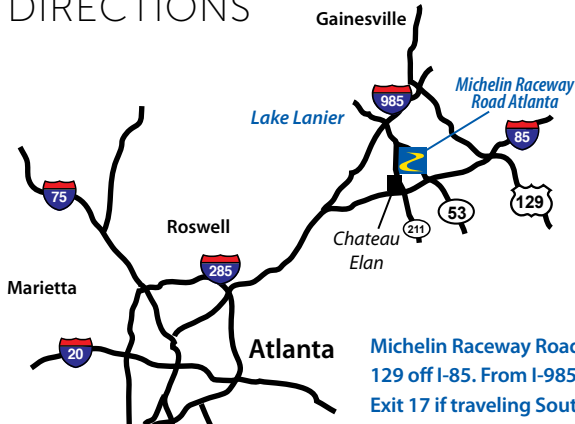 DIRECTIONS
Gainesville
985
Michelin Raceway
Road Atlanta
Lake Lanier
85
75
129
53
211
Roswell
Chateau
Elan
285
Marietta
20
Atlanta
Michelin Raceway Road
129 off I-85. From I-985
Exit 17 if traveling Sout